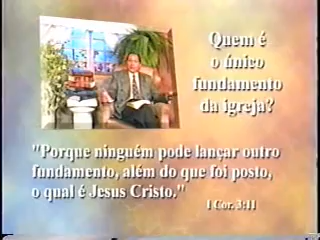 Quem é
o único
fundamento
da igreja?
"Porque ninguém pode lançar outro
fundamento, além do que foi posto,
o qual é Jesus Cristo."
I Cor. 3:11